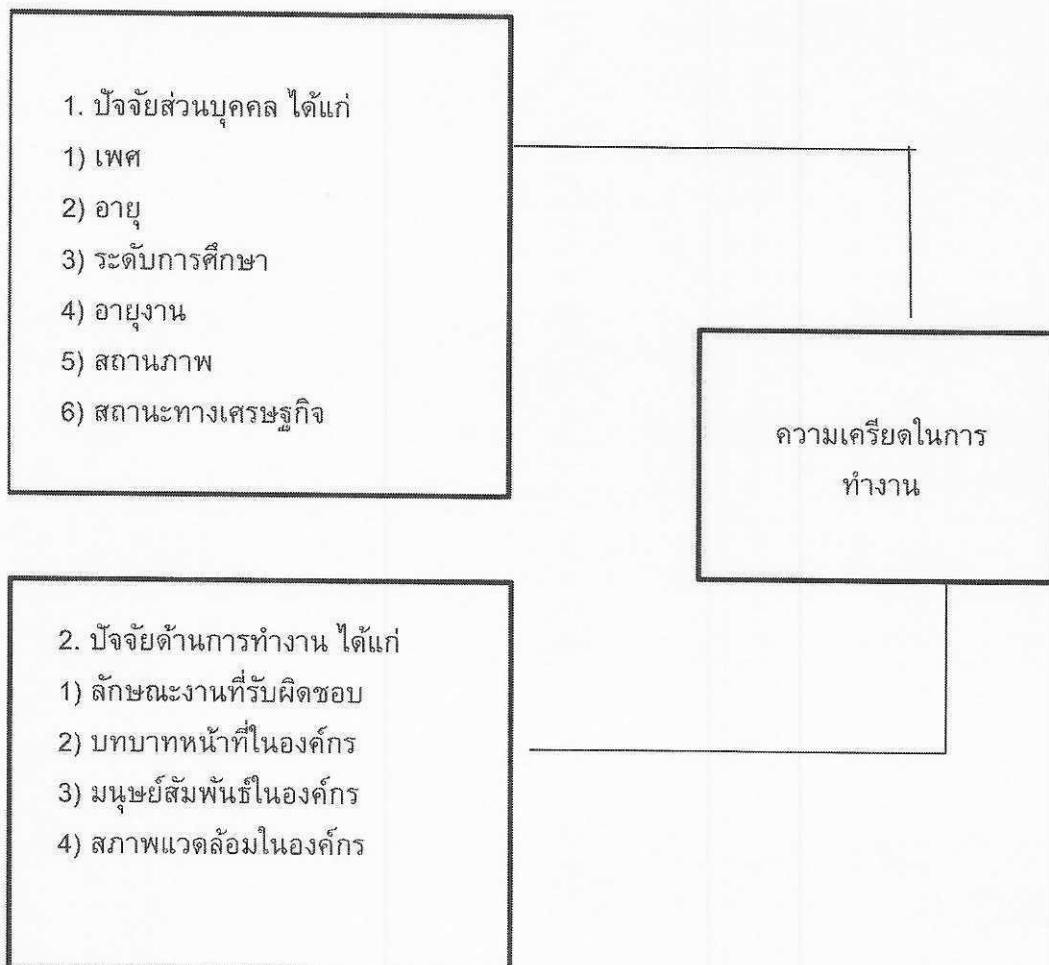 1. ปัจจัยส่วนบุคคล ได้แก่
1) เพศ
2) อายุ
3) ระดับการศึกษา
4) อายุงาน
5) สถานภาพ
6) สถานะทางเศรษฐกิจ
ความเครียดในการ
ทำงาน
2. ปัจจัยด้านการทำงาน ได้แก่
1) ลักษณะงานที่รับผิดชอบ
2) บทบาทหน้าที่ในองค์กร
3) มนุษย์สัมพันธ์ในองค์กร
4) สภาพแวดล้อมในองค์กร